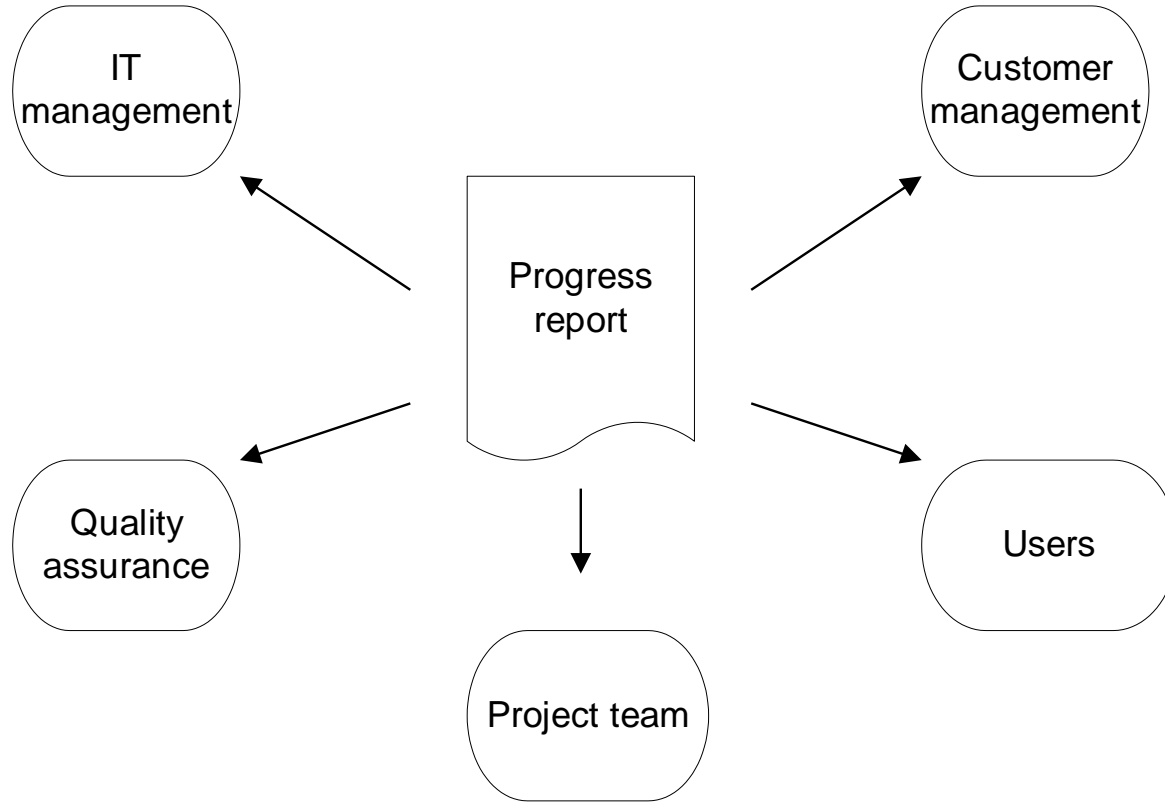 IT
management
Customer
management
Progress
report
Quality
assurance
Users
Project team